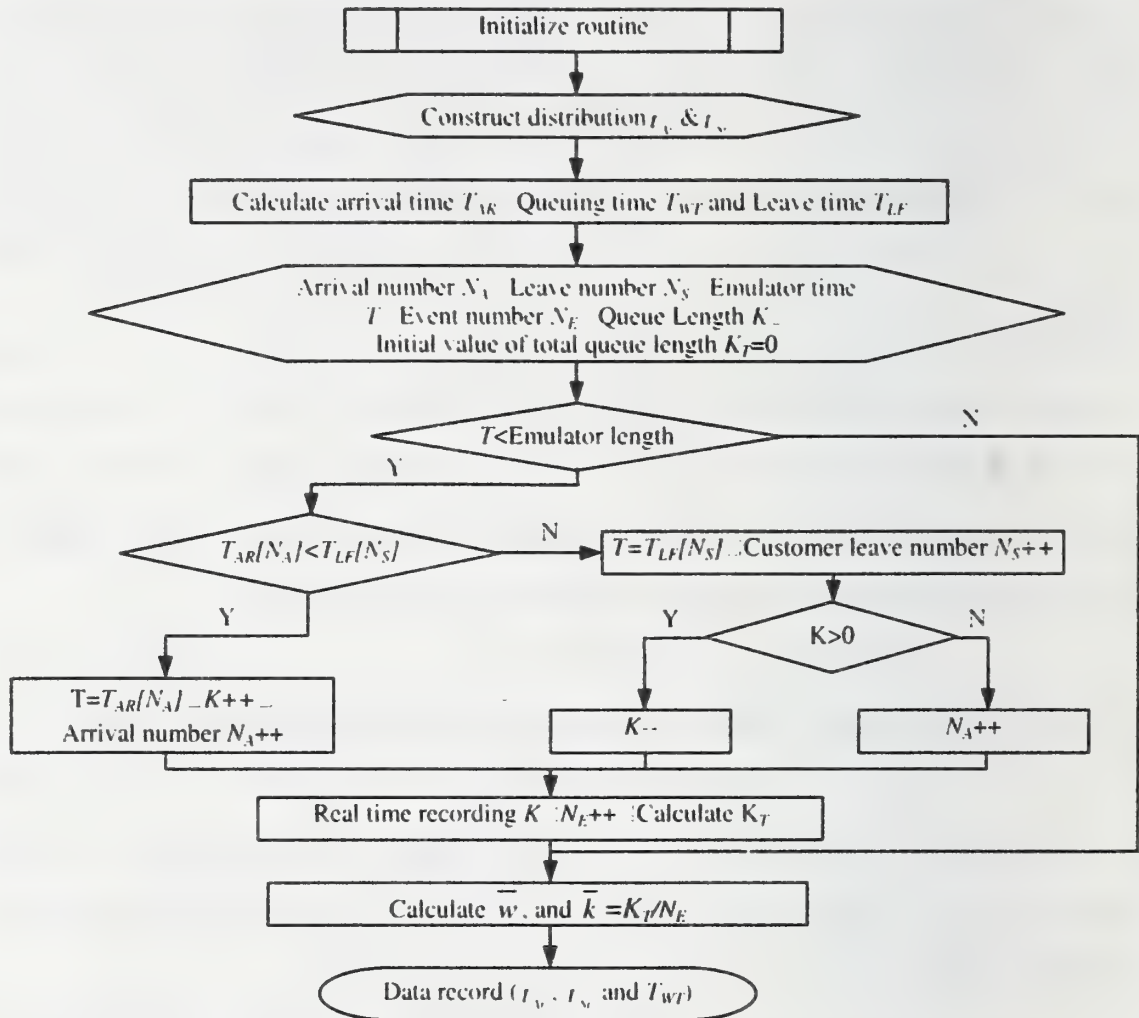 Initialize routine
Construct distribution &
Calculate arrival time T_AR Queuing time T_WT and Leave time T_LF
Arrival number N_A Leave number N_S Emulator time
T Event number N_E Queue Length K
Initial value of total queue length K_T=0
T<Emulator length
N
Y
T_AR[N_A]<T_LF[N_S]
N
T=T_LF[N_S] Customer leave number N_S++
Y
Y
K>0
N
T=T_AR[N_A] K++
Arrival number N_A++
K--
N_A++
Real time recording K N_E++ Calculate K_T
Calculate w̅, and k̅=K_T/N_E
Data record ( and T_WT)